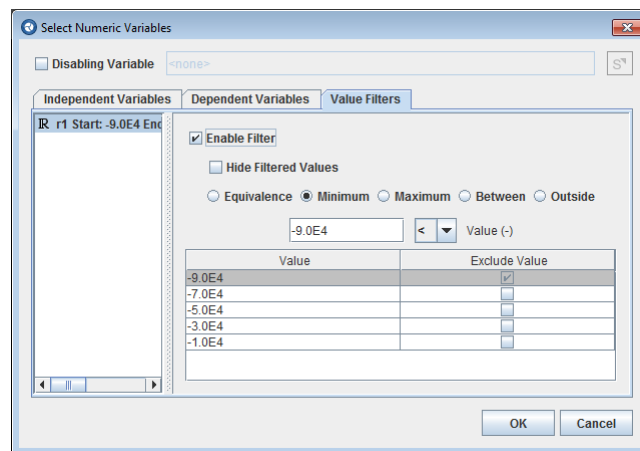 Select Numeric Variables
Disabling Variable <none> S
Independent Variables Dependent Variables Value Filters
R r1 Start: -9.0E4 End
Enable Filter
Hide Filtered Values
Equivalence Minimum Maximum Between Outside
-9.0E4 < Value (-)
Value Exclude Value
-9.0E4
-7.0E4
-5.0E4
-3.0E4
-1.0E4
OK Cancel